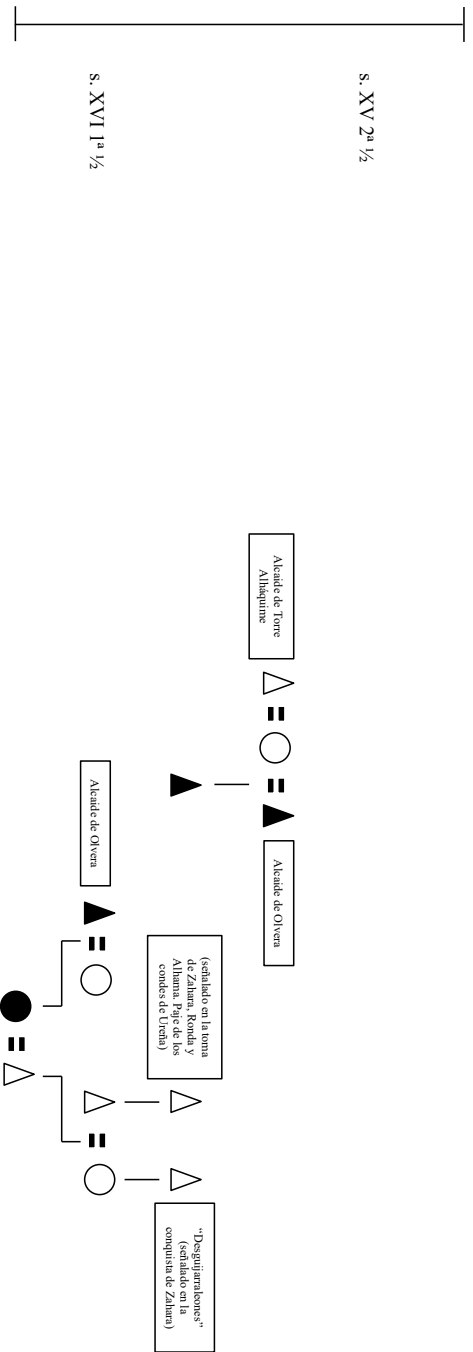 s. XV 2ª ½
Alcaide de Torre
Alháquime
Alcaide de Olvera
(señalado en la toma
de Zahara, Ronda y
Alhama. Paje de los
condes de Ureña)
“Desguijarraleones”
(señalado en la
conquista de Zahara)
s. XVI 1ª ½
Alcaide de Olvera